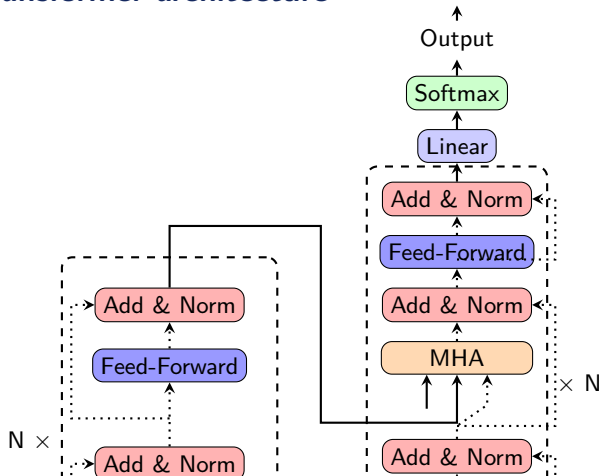 Output
Softmax
Linear
Add & Norm
Feed-Forward
Add & Norm
MHA
× N
Add & Norm
Add & Norm
Feed-Forward
N ×
Add & Norm